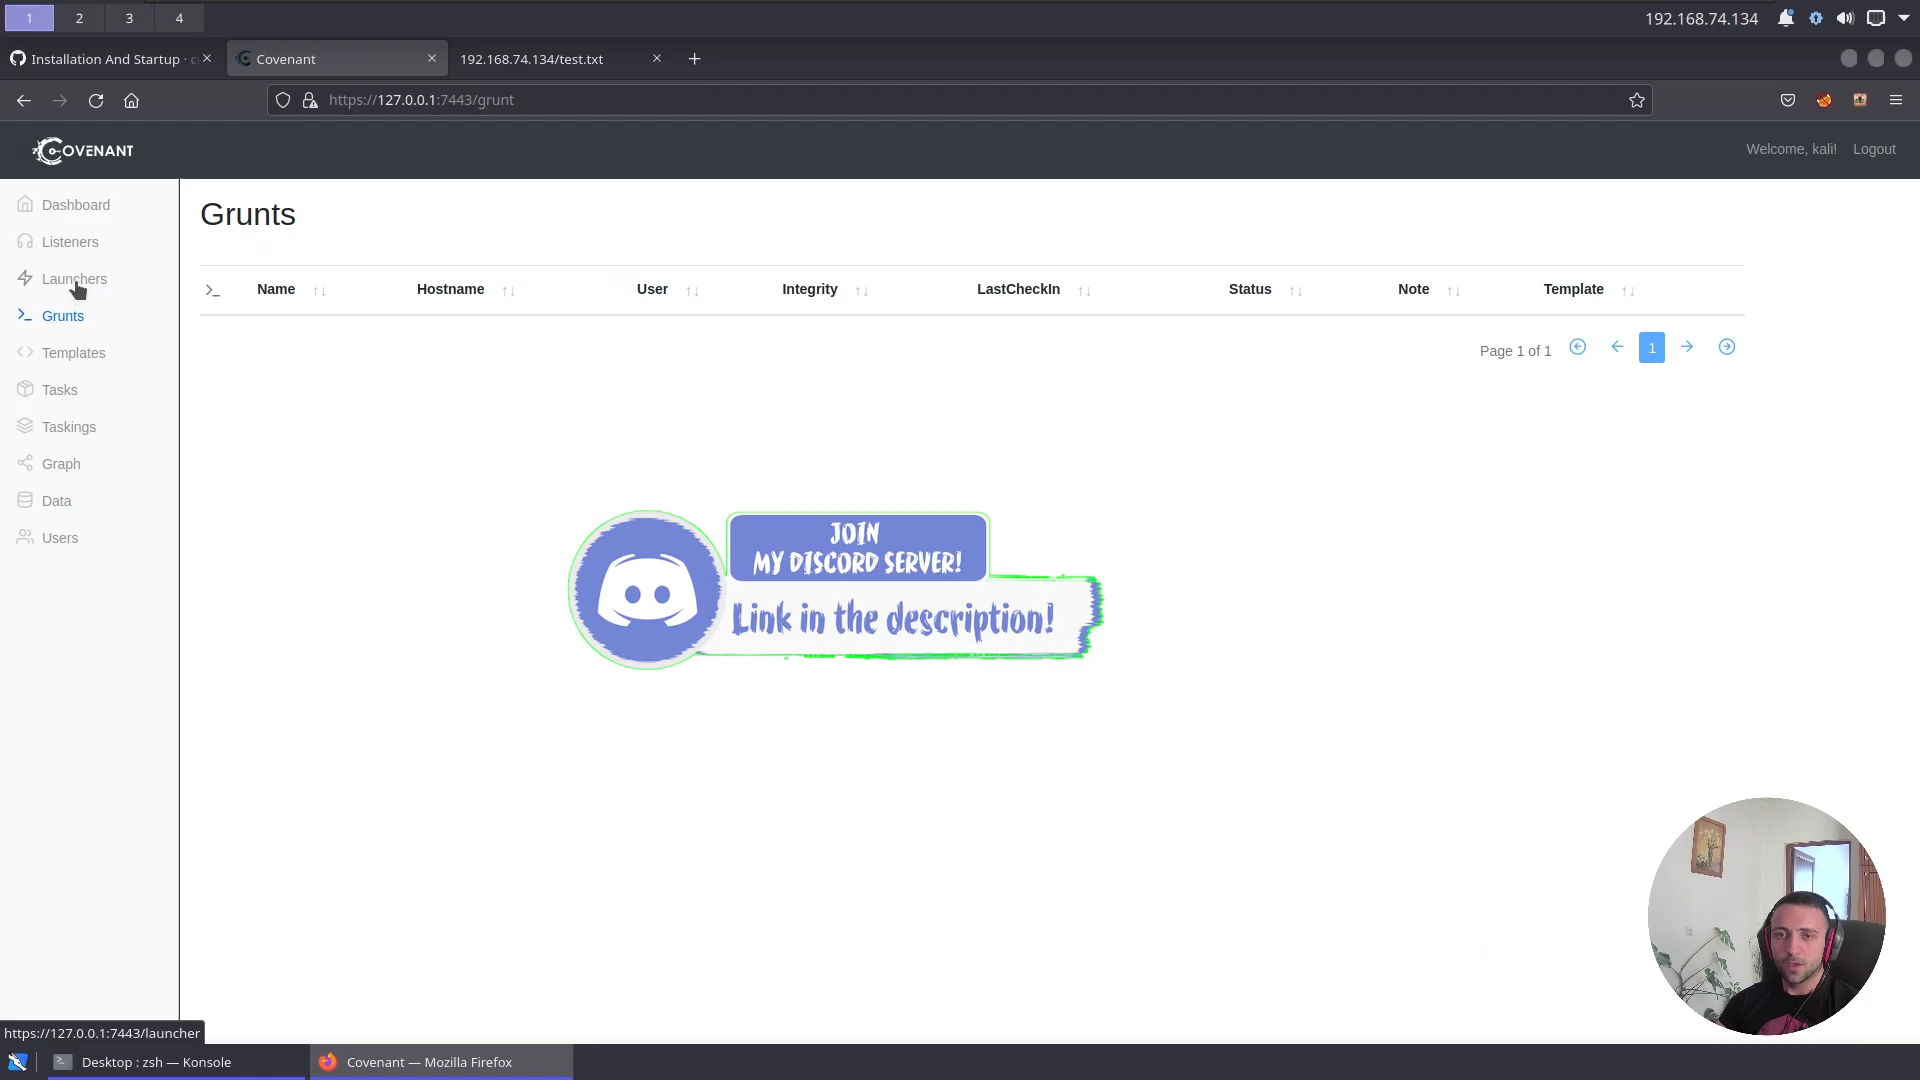 1 2 3 4
192.168.74.134
Installation And Startup · c
Covenant
192.168.74.134/test.txt
https://127.0.0.1:7443/grunt
COVENANT
Welcome, kali! Logout
Dashboard
Listeners
Launchers
Grunts
Templates
Tasks
Taskings
Graph
Data
Users
Grunts
Name Hostname User Integrity LastCheckIn Status Note Template
Page 1 of 1 1
JOIN
MY DISCORD SERVER!
Link in the description!
https://127.0.0.1:7443/launcher
Desktop : zsh — Konsole
Covenant — Mozilla Firefox